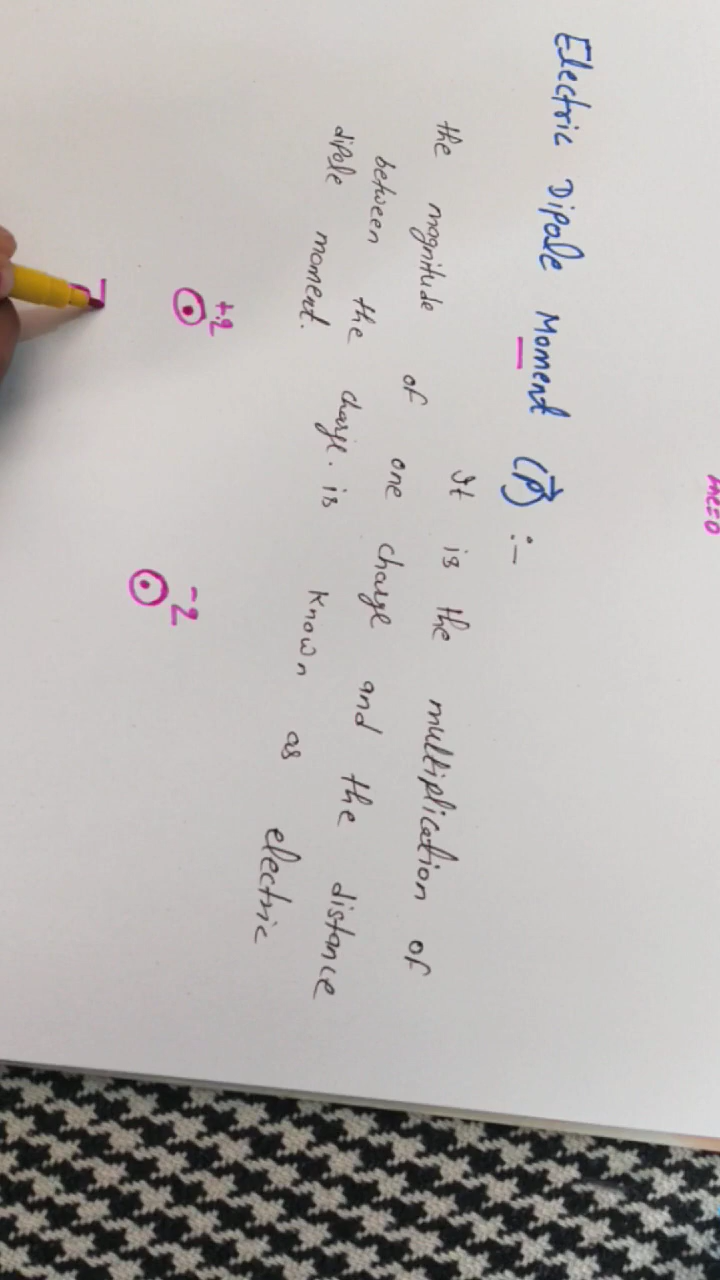 Electric Dipole Moment (P⃗) :-
It is the multiplication of
the magnitude of one charge and the distance
between the charge. is known as electric
dipole moment.
+q
-q